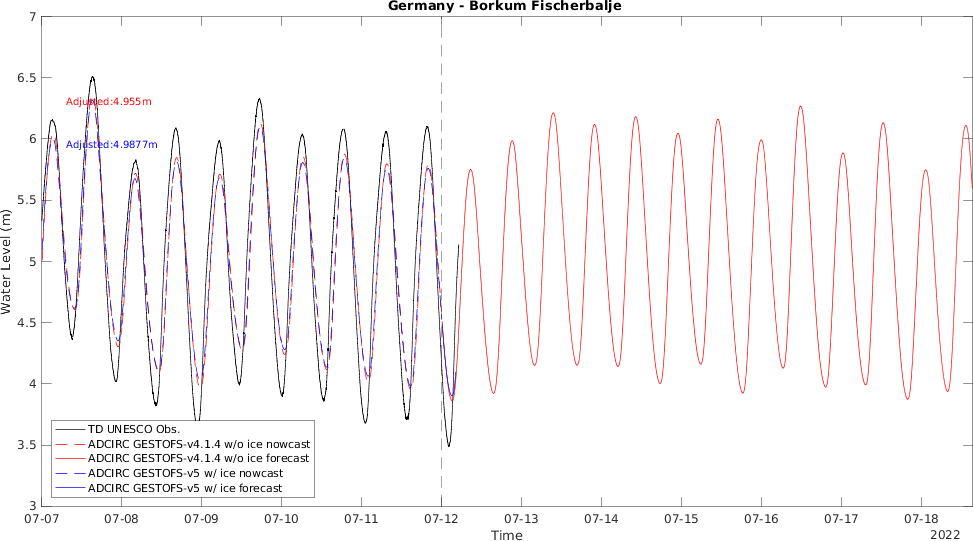 Germany - Borkum Fischerbalje
7
6.5
6
5.5
5
4.5
4
3.5
3
Water Level (m)
Adjusted:4.955m
Adjusted:4.9877m
TD UNESCO Obs.
ADCIRC GESTOFS-v4.1.4 w/o ice nowcast
ADCIRC GESTOFS-v4.1.4 w/o ice forecast
ADCIRC GESTOFS-v5 w/ ice nowcast
ADCIRC GESTOFS-v5 w/ ice forecast
07-07 07-08 07-09 07-10 07-11 07-12 07-13 07-14 07-15 07-16 07-17 07-18
Time
2022